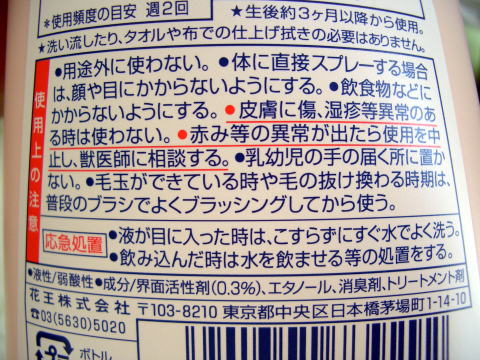 *使用頻度の目安 週2回
★生後約3ヶ月以降から使用。
★洗い流したり、タオルや布での仕上げ拭きの必要はありません。
使用上の注意
●用途外に使わない。●体に直接スプレーする場合
は、顔や目にかからないようにする。●飲食物などに
かからないようにする。●皮膚に傷、湿疹等異常のあ
る時は使わない。●赤み等の異常が出たら使用を中
止し、獣医師に相談する。●乳幼児の手の届く所に置か
ない。●毛玉ができている時や毛の抜け換わる時期は、
普段のブラシでよくブラッシングしてから使う。
応急処置
●液が目に入った時は、こすらずにすぐ水でよく洗う。
●飲み込んだ時は水を飲ませる等の処置をする。
●液性/弱酸性●成分/界面活性剤(0.3%)、エタノール、消臭剤、トリートメント剤
花王株式会社 〒103-8210 東京都中央区日本橋茅場町1-14-10
☎03(5630)5020
ボトル